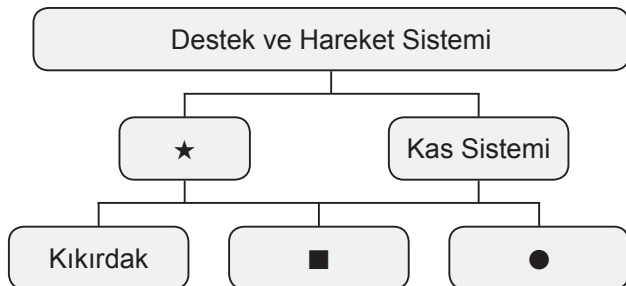 Destek ve Hareket Sistemi
★
Kas Sistemi
Kıkırdak
■
●